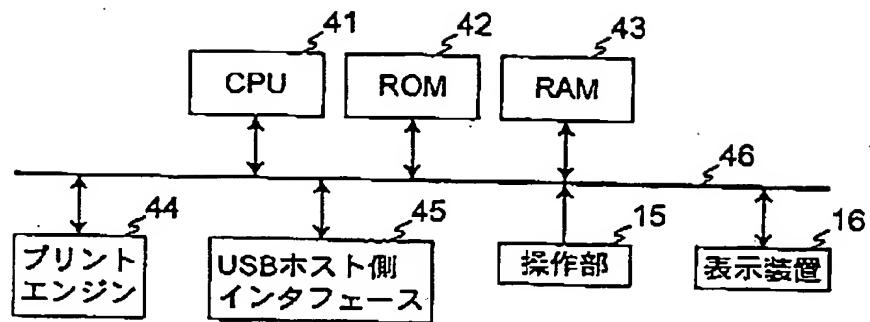 41
42
43
CPU
ROM
RAM
46
44
45
15
16
プリント
エンジン
USBホスト側
インタフェース
操作部
表示装置